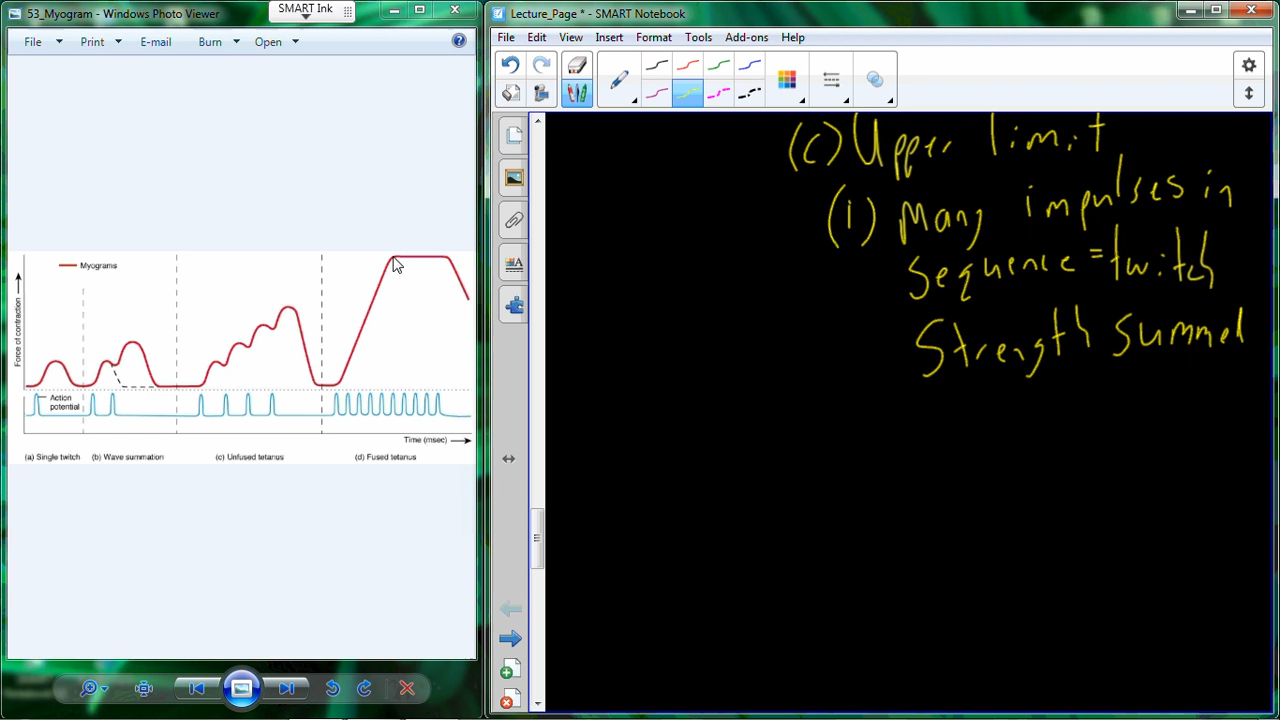 53_Myogram - Windows Photo Viewer
SMART Ink
File Print E-mail Burn Open
Myograms
Force of contraction
Action
potential
Time (msec)
(a) Single twitch (b) Wave summation (c) Unfused tetanus (d) Fused tetanus
Lecture_Page * - SMART Notebook
File Edit View Insert Format Tools Add-ons Help
(c) Upper limit
(1) Many impulses in
sequence = twitch
Strength summed